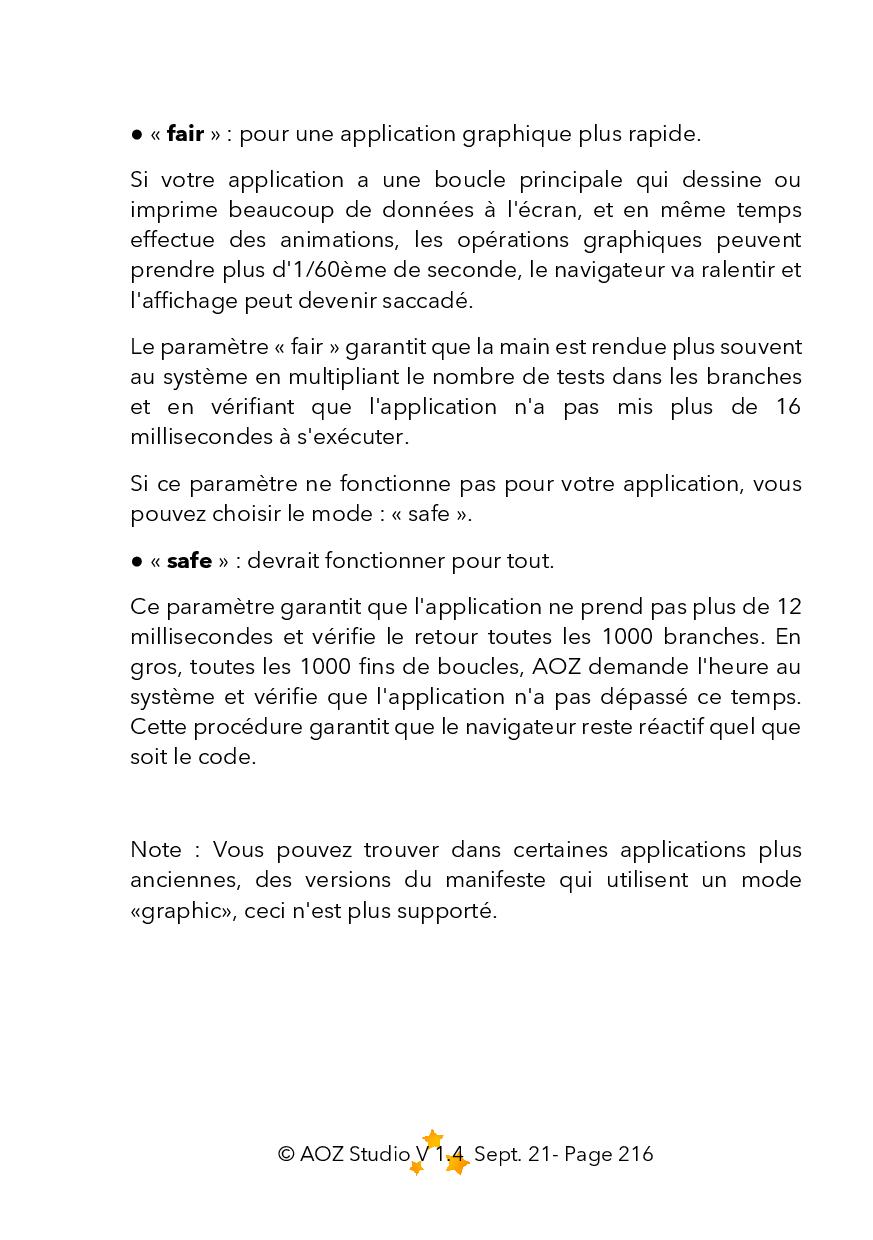 ● « fair » : pour une application graphique plus rapide.
Si votre application a une boucle principale qui dessine ou
imprime beaucoup de données à l'écran, et en même temps
effectue des animations, les opérations graphiques peuvent
prendre plus d'1/60ème de seconde, le navigateur va ralentir et
l'affichage peut devenir saccadé.
Le paramètre « fair » garantit que la main est rendue plus souvent
au système en multipliant le nombre de tests dans les branches
et en vérifiant que l'application n'a pas mis plus de 16
millisecondes à s'exécuter.
Si ce paramètre ne fonctionne pas pour votre application, vous
pouvez choisir le mode : « safe ».
● « safe » : devrait fonctionner pour tout.
Ce paramètre garantit que l'application ne prend pas plus de 12
millisecondes et vérifie le retour toutes les 1000 branches. En
gros, toutes les 1000 fins de boucles, AOZ demande l'heure au
système et vérifie que l'application n'a pas dépassé ce temps.
Cette procédure garantit que le navigateur reste réactif quel que
soit le code.
Note : Vous pouvez trouver dans certaines applications plus
anciennes, des versions du manifeste qui utilisent un mode
«graphic», ceci n'est plus supporté.
© AOZ Studio V 1.4 Sept. 21- Page 216